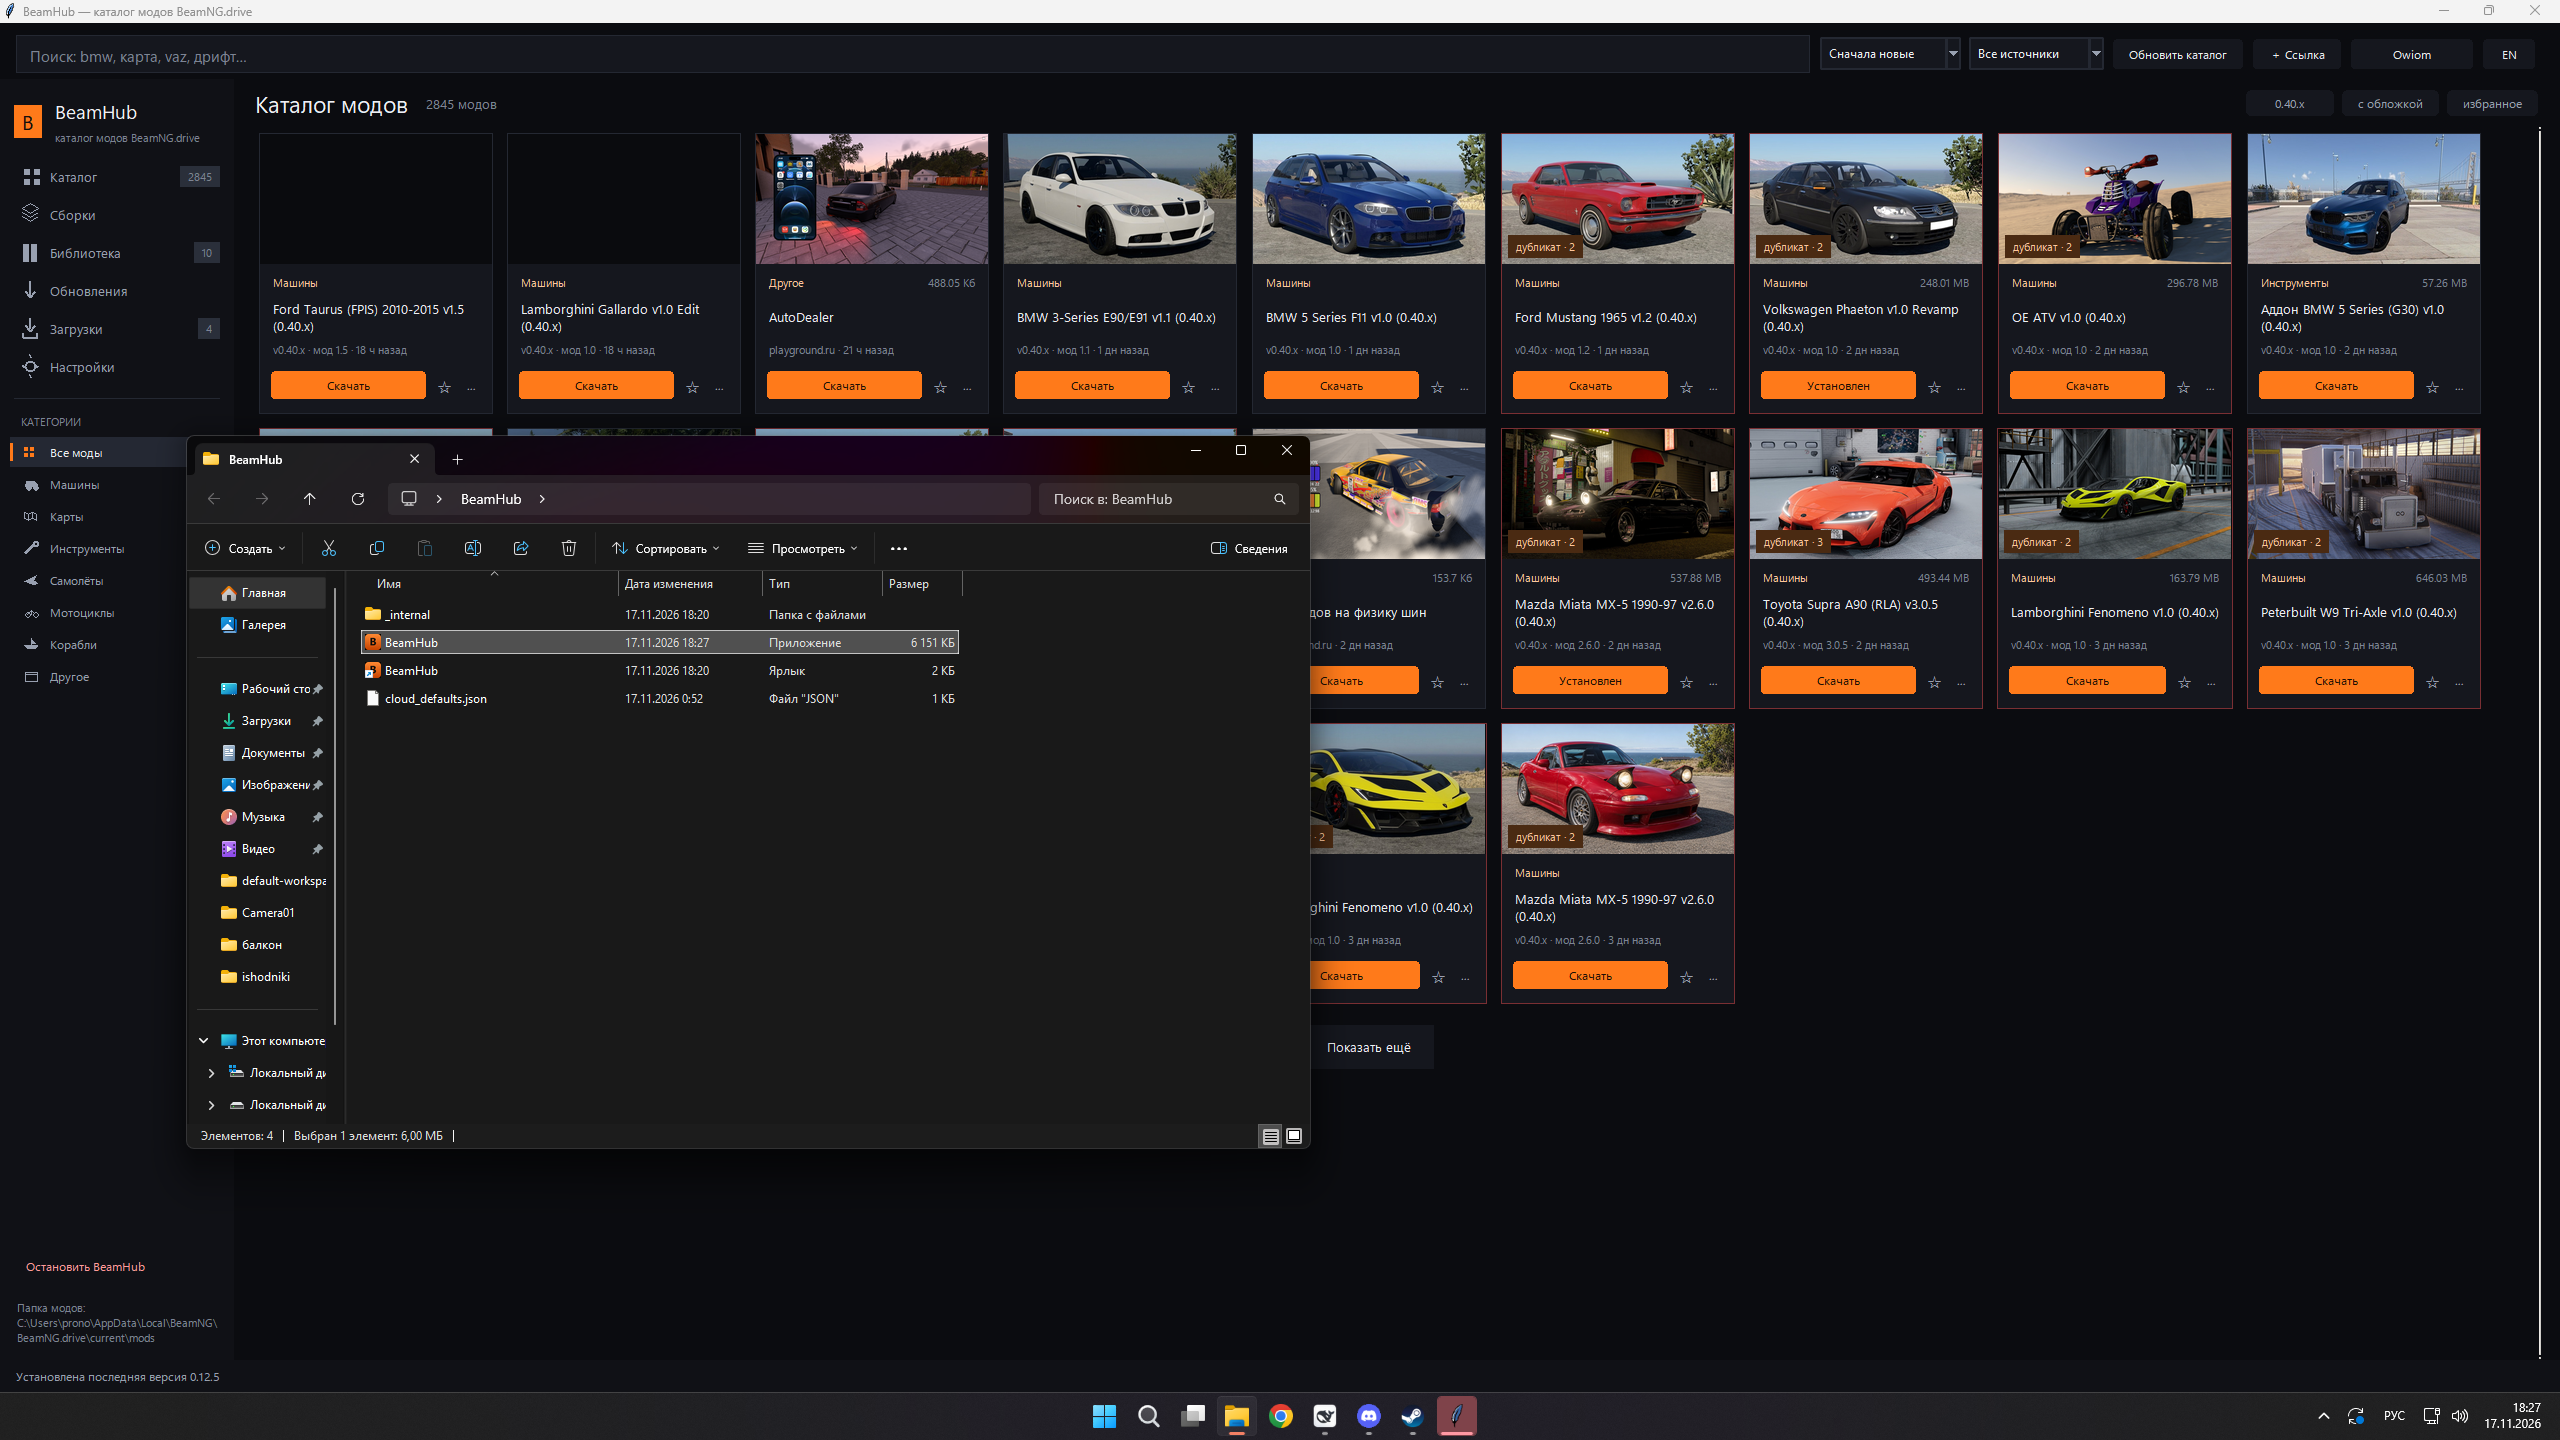 BeamHub — каталог модов BeamNG.drive
Поиск: bmw, карта, vaz, дрифт...
Сначала новые
Все источники
Обновить каталог
+ Ссылка
Owiom
EN
B
BeamHub
каталог модов BeamNG.drive
Каталог
2845
Сборки
Библиотека
10
Обновления
Загрузки
4
Настройки
КАТЕГОРИИ
Все моды
Машины
Карты
Инструменты
Самолёты
Мотоциклы
Корабли
Другое
Остановить BeamHub
Папка модов:
C:\Users\prono\AppData\Local\BeamNG\
BeamNG.drive\current\mods
Установлена последняя версия 0.12.5
Каталог модов
2845 модов
0.40.x
с обложкой
избранное
Машины
Ford Taurus (FPIS) 2010-2015 v1.5
(0.40.x)
v0.40.x · мод 1.5 · 18 ч назад
Скачать
...
Машины
Lamborghini Gallardo v1.0 Edit
(0.40.x)
v0.40.x · мод 1.0 · 18 ч назад
Скачать
...
Другое
488.05 Кб
AutoDealer
playground.ru · 21 ч назад
Скачать
...
Машины
BMW 3-Series E90/E91 v1.1 (0.40.x)
v0.40.x · мод 1.1 · 1 дн назад
Скачать
...
Машины
BMW 5 Series F11 v1.0 (0.40.x)
v0.40.x · мод 1.0 · 1 дн назад
Скачать
...
дубликат · 2
Машины
Ford Mustang 1965 v1.2 (0.40.x)
v0.40.x · мод 1.2 · 1 дн назад
Скачать
...
дубликат · 2
Машины
248.01 MB
Volkswagen Phaeton v1.0 Revamp
(0.40.x)
v0.40.x · мод 1.0 · 2 дн назад
Установлен
...
дубликат · 2
Машины
296.78 MB
OE ATV v1.0 (0.40.x)
v0.40.x · мод 1.0 · 2 дн назад
Скачать
...
Инструменты
57.26 MB
Аддон BMW 5 Series (G30) v1.0
(0.40.x)
v0.40.x · мод 1.0 · 2 дн назад
Скачать
...
153.7 Кб
дов на физику шин
nd.ru · 2 дн назад
Скачать
...
дубликат · 2
Машины
537.88 MB
Mazda Miata MX-5 1990-97 v2.6.0
(0.40.x)
v0.40.x · мод 2.6.0 · 2 дн назад
Установлен
...
дубликат · 3
Машины
493.44 MB
Toyota Supra A90 (RLA) v3.0.5
(0.40.x)
v0.40.x · мод 3.0.5 · 2 дн назад
Скачать
...
дубликат · 2
Машины
163.79 MB
Lamborghini Fenomeno v1.0 (0.40.x)
v0.40.x · мод 1.0 · 3 дн назад
Скачать
...
дубликат · 2
Машины
646.03 MB
Peterbuilt W9 Tri-Axle v1.0 (0.40.x)
v0.40.x · мод 1.0 · 3 дн назад
Скачать
...
· 2
ghini Fenomeno v1.0 (0.40.x)
од 1.0 · 3 дн назад
Скачать
...
дубликат · 2
Машины
Mazda Miata MX-5 1990-97 v2.6.0
(0.40.x)
v0.40.x · мод 2.6.0 · 3 дн назад
Скачать
...
Показать ещё
BeamHub
BeamHub
Поиск в: BeamHub
Создать
Сортировать
Просмотреть
Сведения
Главная
Галерея
Рабочий сто
Загрузки
Документы
Изображени
Музыка
Видео
default-workspa
Camera01
балкон
ishodniki
Этот компьюте
Локальный ди
Локальный ди
Имя
Дата изменения
Тип
Размер
_internal
17.11.2026 18:20
Папка с файлами
BeamHub
17.11.2026 18:27
Приложение
6 151 КБ
BeamHub
17.11.2026 18:20
Ярлык
2 КБ
cloud_defaults.json
17.11.2026 0:52
Файл "JSON"
1 КБ
Элементов: 4
Выбран 1 элемент: 6,00 МБ
РУС
18:27
17.11.2026